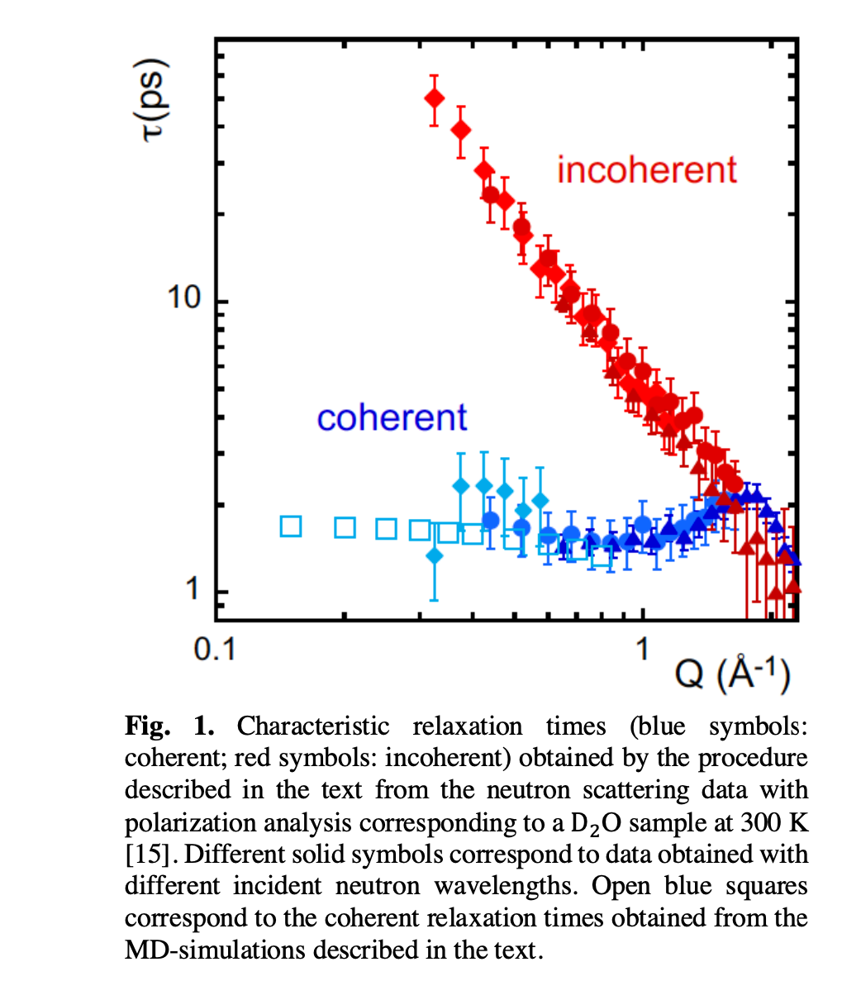 τ(ps)
incoherent
10
coherent
1
0.1
1
Q (Å-1)
Fig. 1. Characteristic relaxation times (blue symbols:
coherent; red symbols: incoherent) obtained by the procedure
described in the text from the neutron scattering data with
polarization analysis corresponding to a D₂O sample at 300 K
[15]. Different solid symbols correspond to data obtained with
different incident neutron wavelengths. Open blue squares
correspond to the coherent relaxation times obtained from the
MD-simulations described in the text.